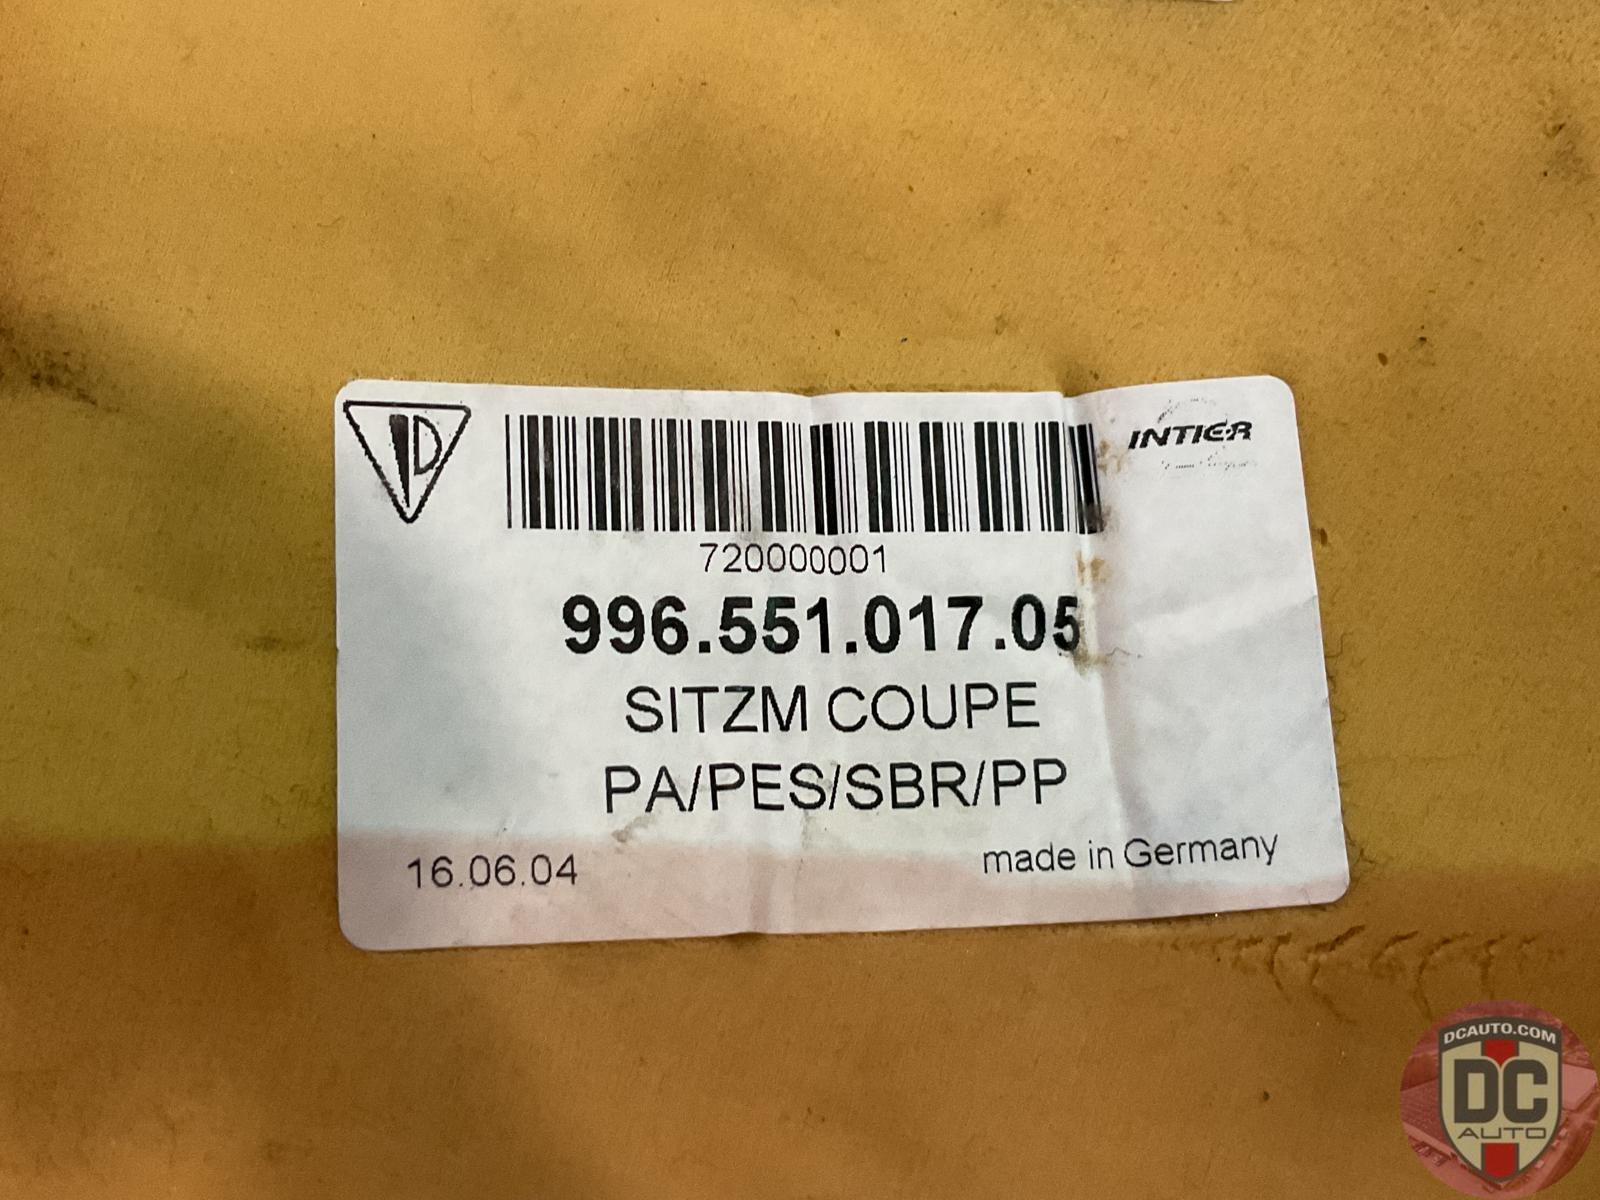 INTIER
720000001
996.551.017.05
SITZM COUPE
PA/PES/SBR/PP
16.06.04
made in Germany
DCAUTO.COM
DC
AUTO